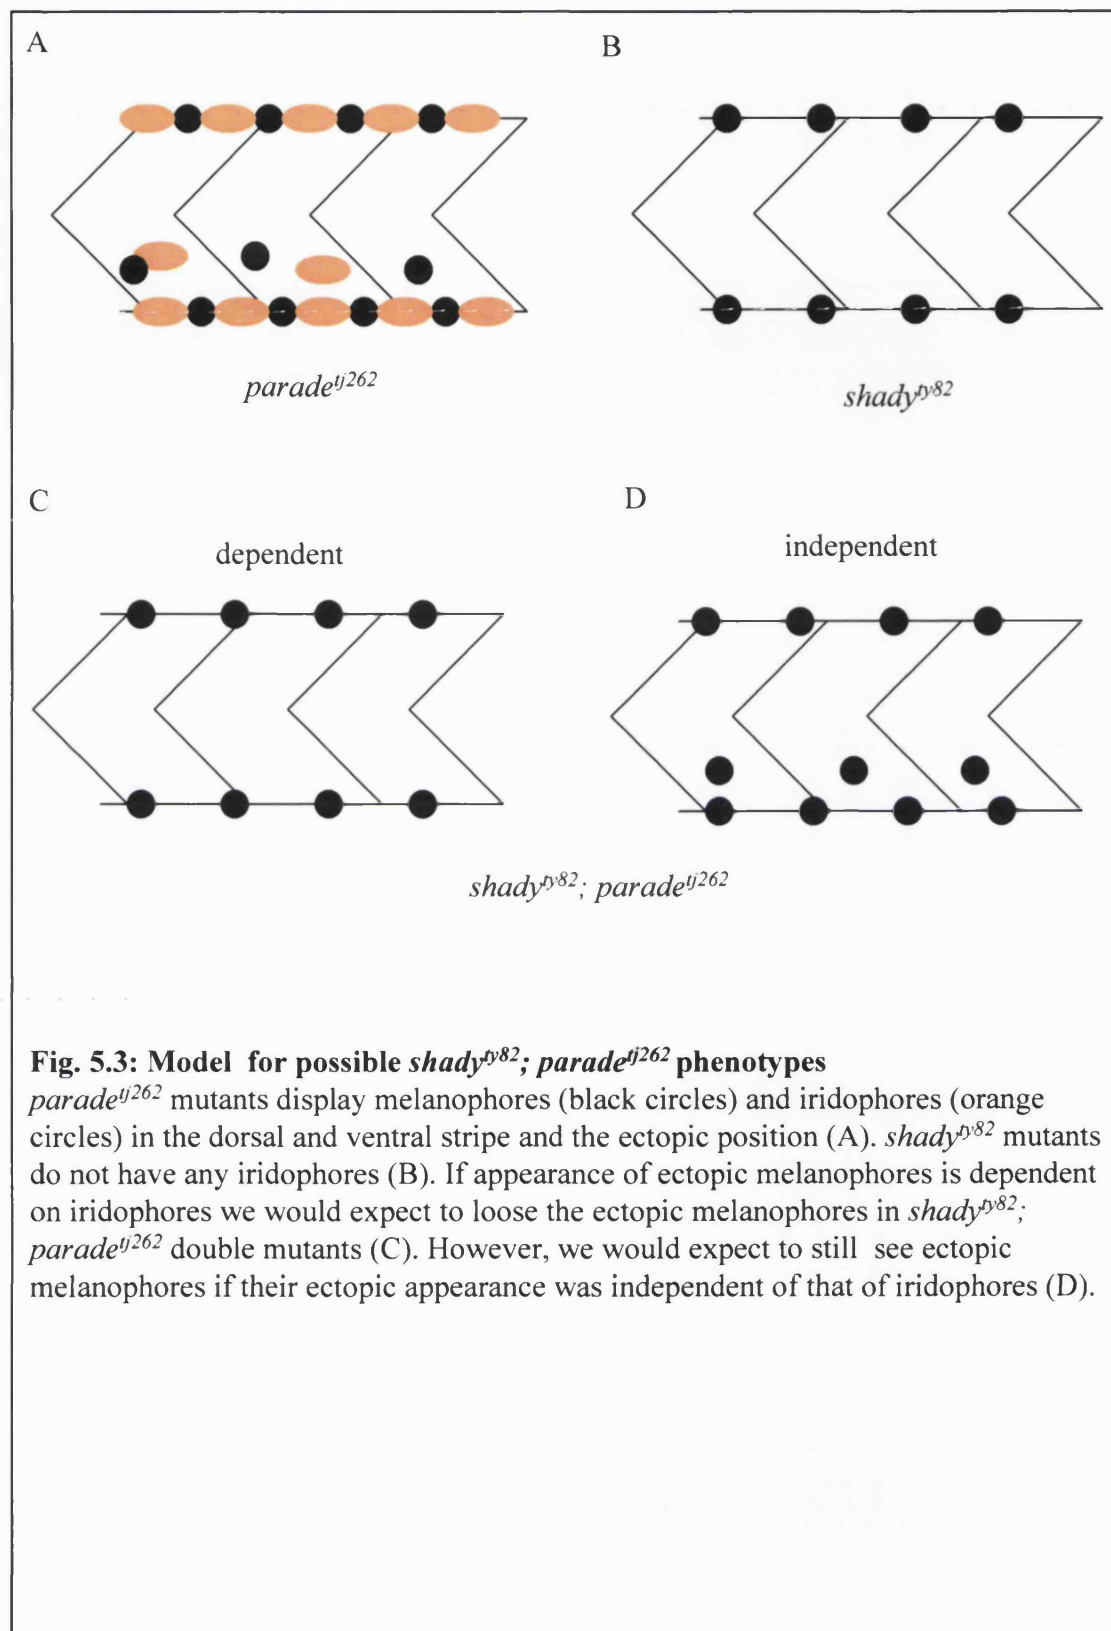 A
B
parade^tj262
shady^ty82
C
D
dependent
independent
shady^ty82; parade^tj262
Fig. 5.3: Model for possible shady^ty82; parade^tj262 phenotypes
parade^tj262 mutants display melanophores (black circles) and iridophores (orange
circles) in the dorsal and ventral stripe and the ectopic position (A). shady^ty82 mutants
do not have any iridophores (B). If appearance of ectopic melanophores is dependent
on iridophores we would expect to loose the ectopic melanophores in shady^ty82;
parade^tj262 double mutants (C). However, we would expect to still see ectopic
melanophores if their ectopic appearance was independent of that of iridophores (D).